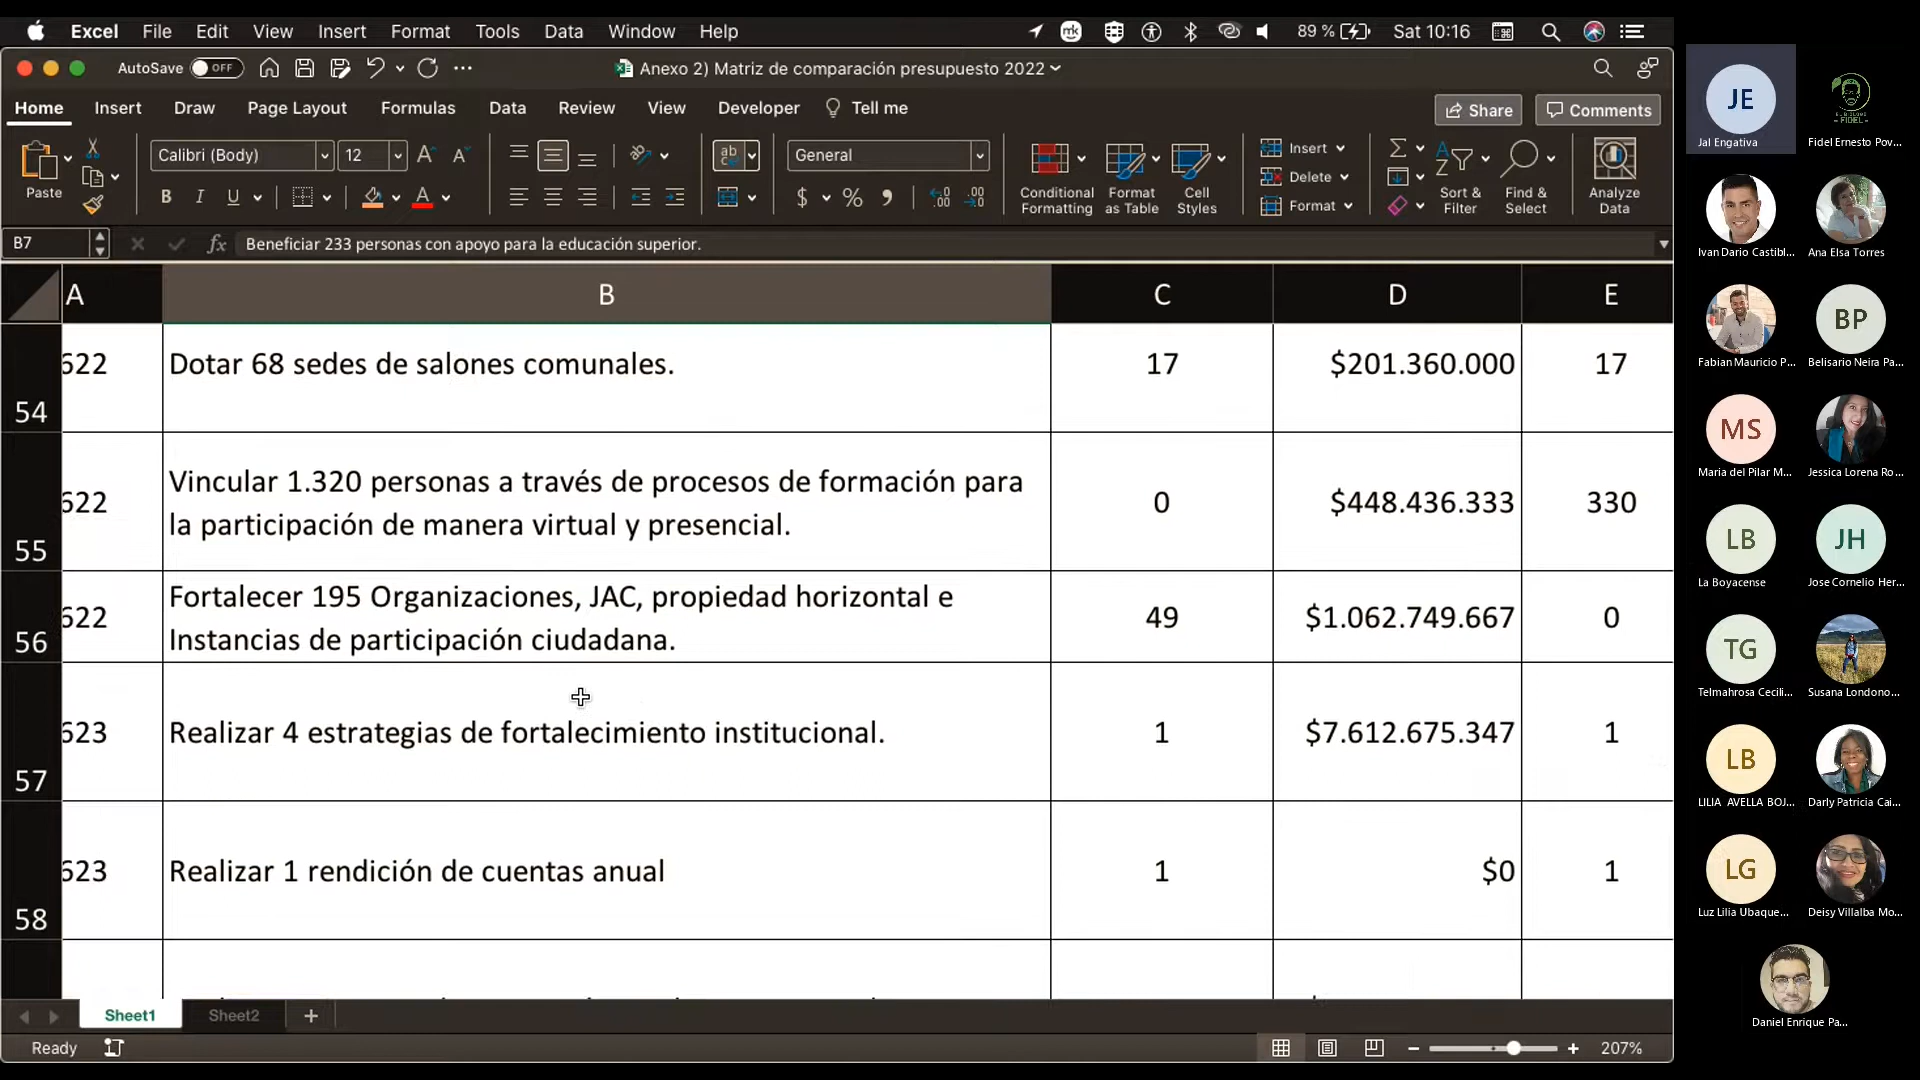 Excel File Edit View Insert Format Tools Data Window Help
89 % Sat 10:16
AutoSave OFF
Anexo 2) Matriz de comparación presupuesto 2022
Home Insert Draw Page Layout Formulas Data Review View Developer Tell me
Share Comments
Paste
Calibri (Body) 12
General
Conditional Formatting
Format as Table
Cell Styles
Insert
Delete
Format
Sort & Filter
Find & Select
Analyze Data
B7 fx Beneficiar 233 personas con apoyo para la educación superior.
A B C D E
54 622 Dotar 68 sedes de salones comunales. 17 $201.360.000 17
55 622 Vincular 1.320 personas a través de procesos de formación para
la participación de manera virtual y presencial. 0 $448.436.333 330
56 622 Fortalecer 195 Organizaciones, JAC, propiedad horizontal e
Instancias de participación ciudadana. 49 $1.062.749.667 0
57 623 Realizar 4 estrategias de fortalecimiento institucional. 1 $7.612.675.347 1
58 623 Realizar 1 rendición de cuentas anual 1 $0 1
Sheet1 Sheet2 +
Ready
207%
JE
Jal Engativa
FIDEL
Fidel Ernesto Pov...
Ivan Dario Castibl...
Ana Elsa Torres
Fabian Mauricio P...
BP
Belisario Neira Pa...
MS
Maria del Pilar M...
Jessica Lorena Ro...
LB
La Boyacense
JH
Jose Cornelio Her...
TG
Telmahrosa Cecili...
Susana Londono...
LB
LILIA AVELLA BOJ...
Darly Patricia Cai...
LG
Luz Lilia Ubaque...
Deisy Villalba Mo...
Daniel Enrique Pa...